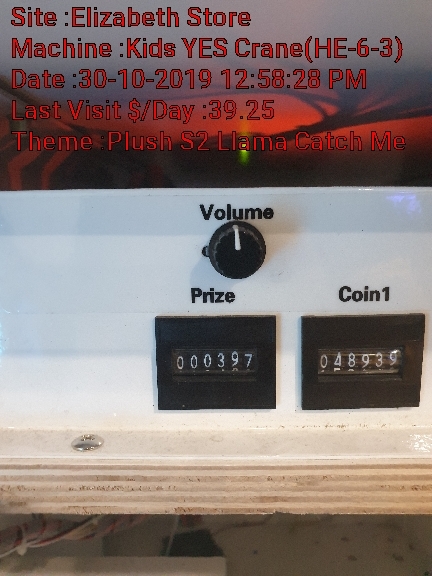 Site :Elizabeth Store
Machine :Kids YES Crane(HE-6-3)
Date :30-10-2019 12:58:28 PM
Last Visit $/Day :39.25
Theme :Plush S2 Llama Catch Me
Volume
Prize
Coin1
000397
048939